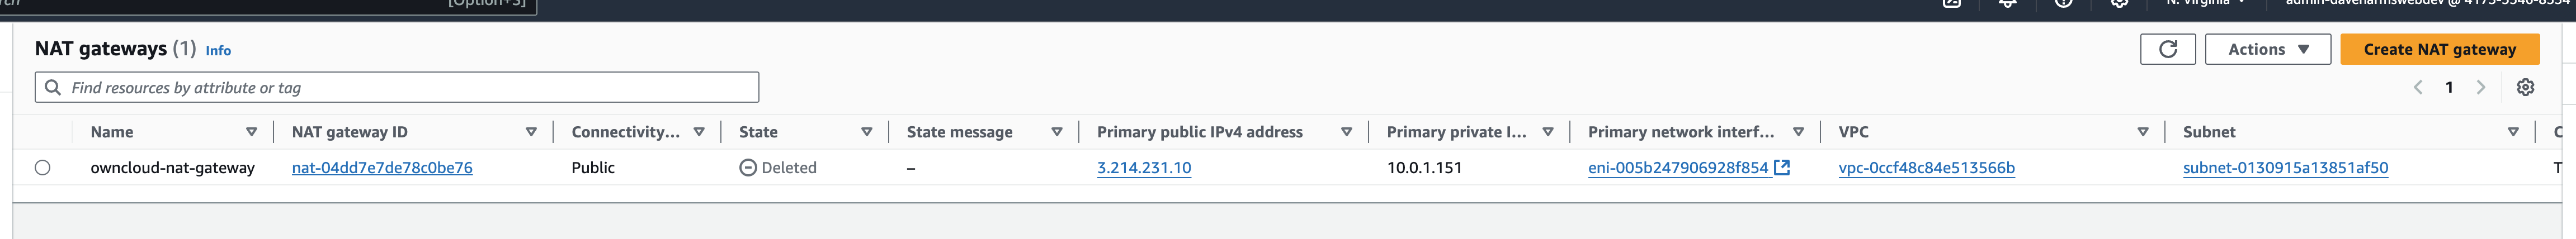 [Option+S]
N. Virginia
NAT gateways (1) Info
Actions
Create NAT gateway
Find resources by attribute or tag
1
Name NAT gateway ID Connectivity... State State message Primary public IPv4 address Primary private I... Primary network interf... VPC Subnet C
owncloud-nat-gateway nat-04dd7e7de78c0be76 Public Deleted – 3.214.231.10 10.0.1.151 eni-005b247906928f854 vpc-0ccf48c84e513566b subnet-0130915a13851af50 T